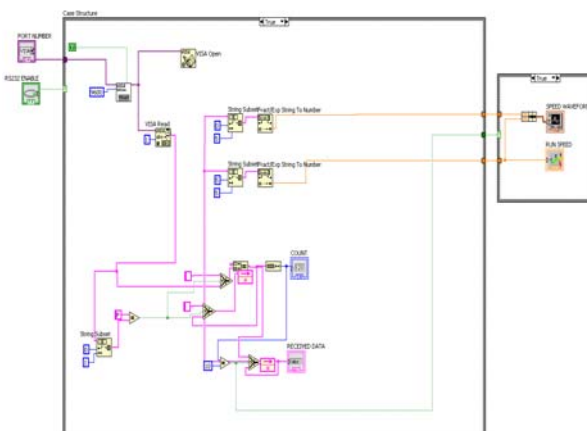 Case Structure
True
PORT NUMBER
VISA Open
RS232 ENABLE
True
VISA Read
String Subset
Fract/Exp String To Number
SPEED WAVEFORM
RUN SPEED
String Subset
Fract/Exp String To Number
COUNT
String Subset
RECEIVED DATA